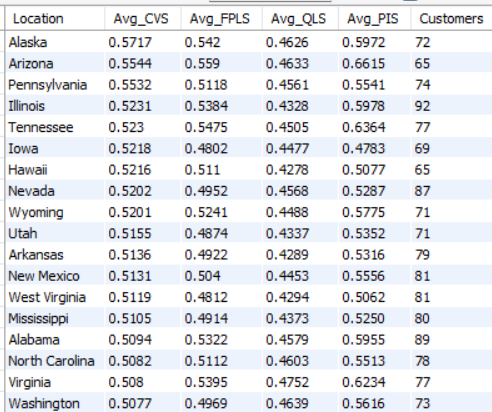 Location Avg_CVS Avg_FPLS Avg_QLS Avg_PIS Customers
Alaska 0.5717 0.542 0.4626 0.5972 72
Arizona 0.5544 0.559 0.4633 0.6615 65
Pennsylvania 0.5532 0.5118 0.4561 0.5541 74
Illinois 0.5231 0.5384 0.4328 0.5978 92
Tennessee 0.523 0.5475 0.4505 0.6364 77
Iowa 0.5218 0.4802 0.4477 0.4783 69
Hawaii 0.5216 0.511 0.4278 0.5077 65
Nevada 0.5202 0.4952 0.4568 0.5287 87
Wyoming 0.5201 0.5241 0.4488 0.5775 71
Utah 0.5155 0.4874 0.4337 0.5352 71
Arkansas 0.5136 0.4922 0.4289 0.5316 79
New Mexico 0.5131 0.504 0.4453 0.5556 81
West Virginia 0.5119 0.4812 0.4294 0.5062 81
Mississippi 0.5105 0.4914 0.4373 0.5250 80
Alabama 0.5094 0.5322 0.4579 0.5955 89
North Carolina 0.5082 0.5112 0.4603 0.5513 78
Virginia 0.508 0.5395 0.4752 0.6234 77
Washington 0.5077 0.4969 0.4639 0.5616 73